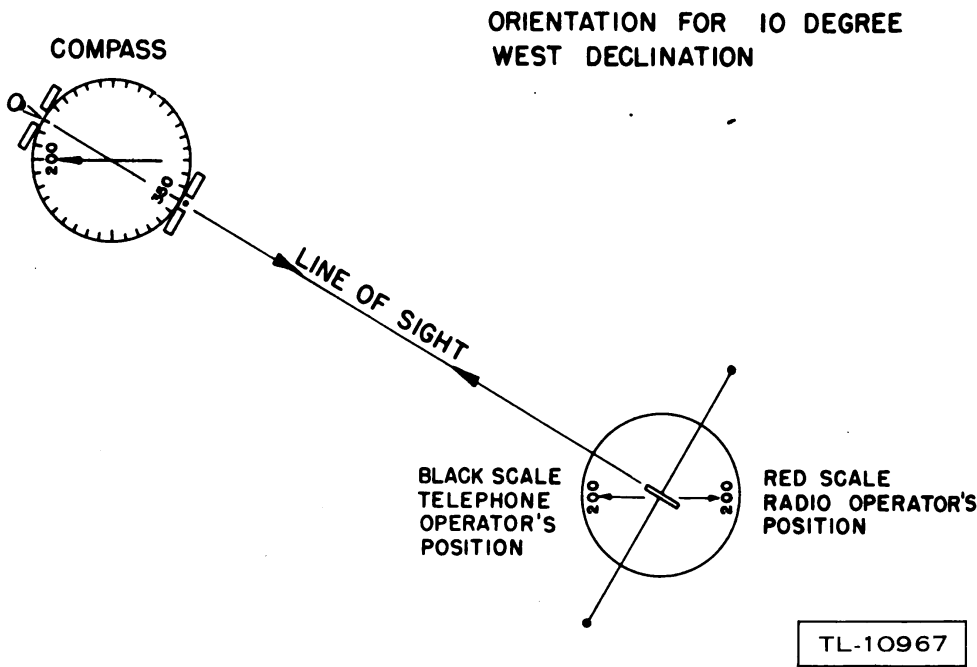 ORIENTATION FOR 10 DEGREE
WEST DECLINATION
COMPASS
200
360
LINE OF SIGHT
BLACK SCALE
TELEPHONE
OPERATOR'S
POSITION
200
200
RED SCALE
RADIO OPERATOR'S
POSITION
TL-10967